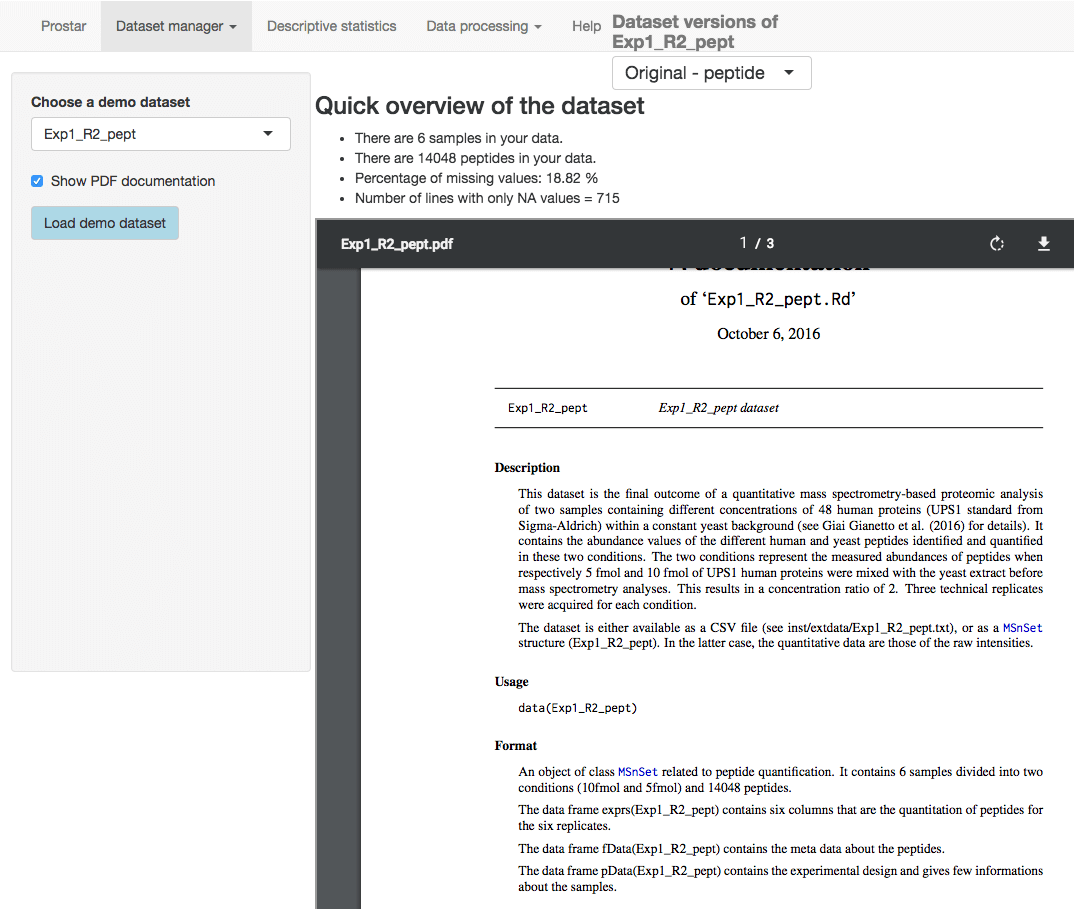 Prostar
Dataset manager
Descriptive statistics
Data processing
Help
Dataset versions of
Exp1_R2_pept
Original - peptide
Choose a demo dataset
Exp1_R2_pept
Show PDF documentation
Load demo dataset
Quick overview of the dataset
• There are 6 samples in your data.
• There are 14048 peptides in your data.
• Percentage of missing values: 18.82 %
• Number of lines with only NA values = 715
Exp1_R2_pept.pdf
1 / 3
of ‘Exp1_R2_pept.Rd’
October 6, 2016
Exp1_R2_pept
Exp1_R2_pept dataset
Description
This dataset is the final outcome of a quantitative mass spectrometry-based proteomic analysis
of two samples containing different concentrations of 48 human proteins (UPS1 standard from
Sigma-Aldrich) within a constant yeast background (see Giai Gianetto et al. (2016) for details). It
contains the abundance values of the different human and yeast peptides identified and quantified
in these two conditions. The two conditions represent the measured abundances of peptides when
respectively 5 fmol and 10 fmol of UPS1 human proteins were mixed with the yeast extract before
mass spectrometry analyses. This results in a concentration ratio of 2. Three technical replicates
were acquired for each condition.
The dataset is either available as a CSV file (see inst/extdata/Exp1_R2_pept.txt), or as a MSnSet
structure (Exp1_R2_pept). In the latter case, the quantitative data are those of the raw intensities.
Usage
data(Exp1_R2_pept)
Format
An object of class MSnSet related to peptide quantification. It contains 6 samples divided into two
conditions (10fmol and 5fmol) and 14048 peptides.
The data frame exprs(Exp1_R2_pept) contains six columns that are the quantitation of peptides for
the six replicates.
The data frame fData(Exp1_R2_pept) contains the meta data about the peptides.
The data frame pData(Exp1_R2_pept) contains the experimental design and gives few informations
about the samples.